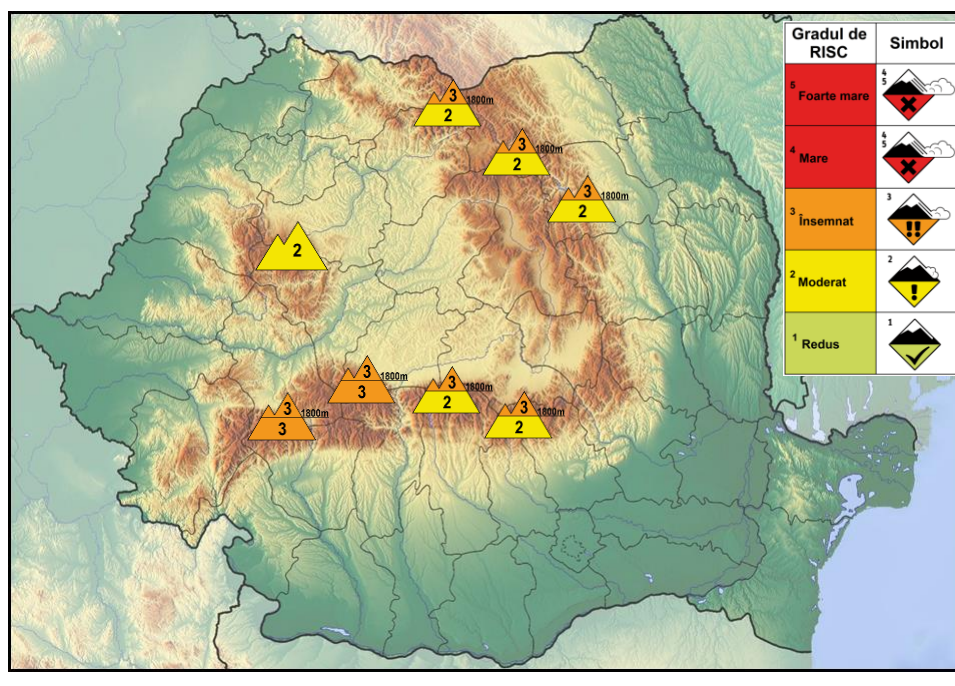 Gradul de
RISC
Simbol
5 Foarte mare
4
5
4 Mare
4
5
3 Însemnat
3
2 Moderat
2
1 Redus
1
3
1800m
2
3
1800m
2
3
1800m
2
2
3
1800m
3
3
1800m
2
3
1800m
3
3
1800m
2